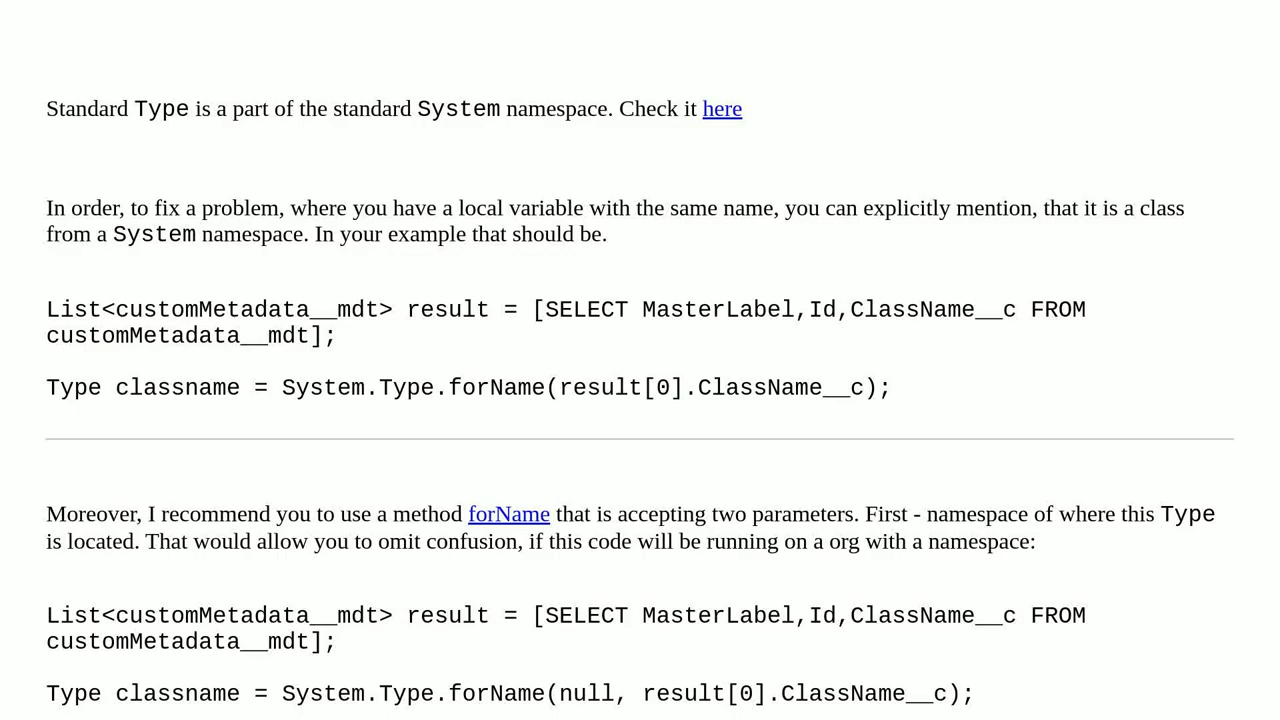 Standard Type is a part of the standard System namespace. Check it here
In order, to fix a problem, where you have a local variable with the same name, you can explicitly mention, that it is a class
from a System namespace. In your example that should be.
List<customMetadata__mdt> result = [SELECT MasterLabel,Id,ClassName__c FROM
customMetadata__mdt];
Type classname = System.Type.forName(result[0].ClassName__c);
Moreover, I recommend you to use a method forName that is accepting two parameters. First - namespace of where this Type
is located. That would allow you to omit confusion, if this code will be running on a org with a namespace:
List<customMetadata__mdt> result = [SELECT MasterLabel,Id,ClassName__c FROM
customMetadata__mdt];
Type classname = System.Type.forName(null, result[0].ClassName__c);